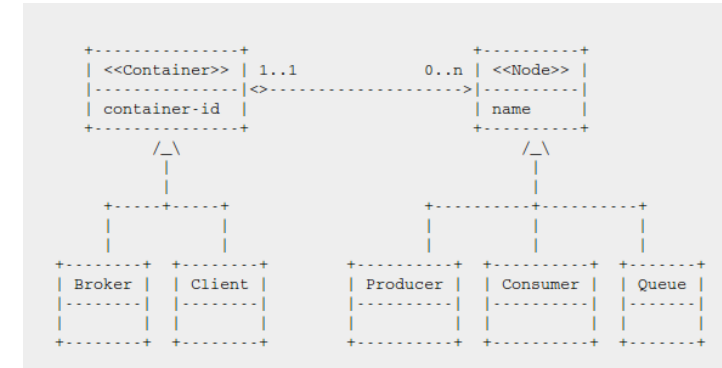 <<Container>> 1..1 0..n <<Node>>
container-id name
Broker Client Producer Consumer Queue